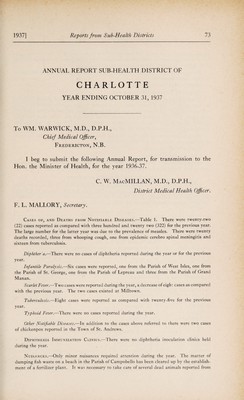 1937] Reports from Sub-Health Districts 73
ANNUAL REPORT SUB-HEALTH DISTRICT OF
CHARLOTTE
YEAR ENDING OCTOBER 31, 1937
To WM. WARWICK, M.D., D.P.H.,
Chief Medical Officer,
FREDERICTON, N.B.
I beg to submit the following Annual Report, for transmission to the
Hon. the Minister of Health, for the year 1936-37.
C. W. MACMILLAN, M.D., D.P.H.,
District Medical Health Officer.
F. L. MALLORY, Secretary.
CASES OF, AND DEATHS FROM NOTIFIABLE DISEASES.—Table I. There were twenty-two
(22) cases reported as compared with three hundred and twenty two (322) for the previous year.
The large number for the latter year was due to the prevalence of measles. There were twenty
deaths recorded, three from whooping cough, one from epidemic cerebro spinal meningitis and
sixteen from tuberculosis.
Diphther a.—There were no cases of diphtheria reported during the year or for the previous
year.
Infantile Paralysis.—Six cases were reported, one from the Parish of West Isles, one from
the Parish of St. George, one from the Parish of Lepreau and three from the Parish of Grand
Manan.
Scarlet Fever.—Two cases were reported during the year, a decrease of eight cases as compared
with the previous year. The two cases existed at Milltown.
Tuberculosis.—Eight cases were reported as compared with twenty-five for the previous
year.
Typhoid Fever.—There were no cases reported during the year.
Other Notifiable Diseases.—In addition to the cases above referred to there were two cases
of chickenpox reported in the Town of St. Andrews.
DIPHTHERIA IMMUNIZATION CLINICS.—There were no diphtheria inoculation clinics held
during the year.
NUISANCES.—Only minor nuisances required attention during the year. The matter of
dumping fish waste on a beach in the Parish of Campobello has been cleared up by the establish-
ment of a fertilizer plant. It was necessary to take care of several dead animals reported from